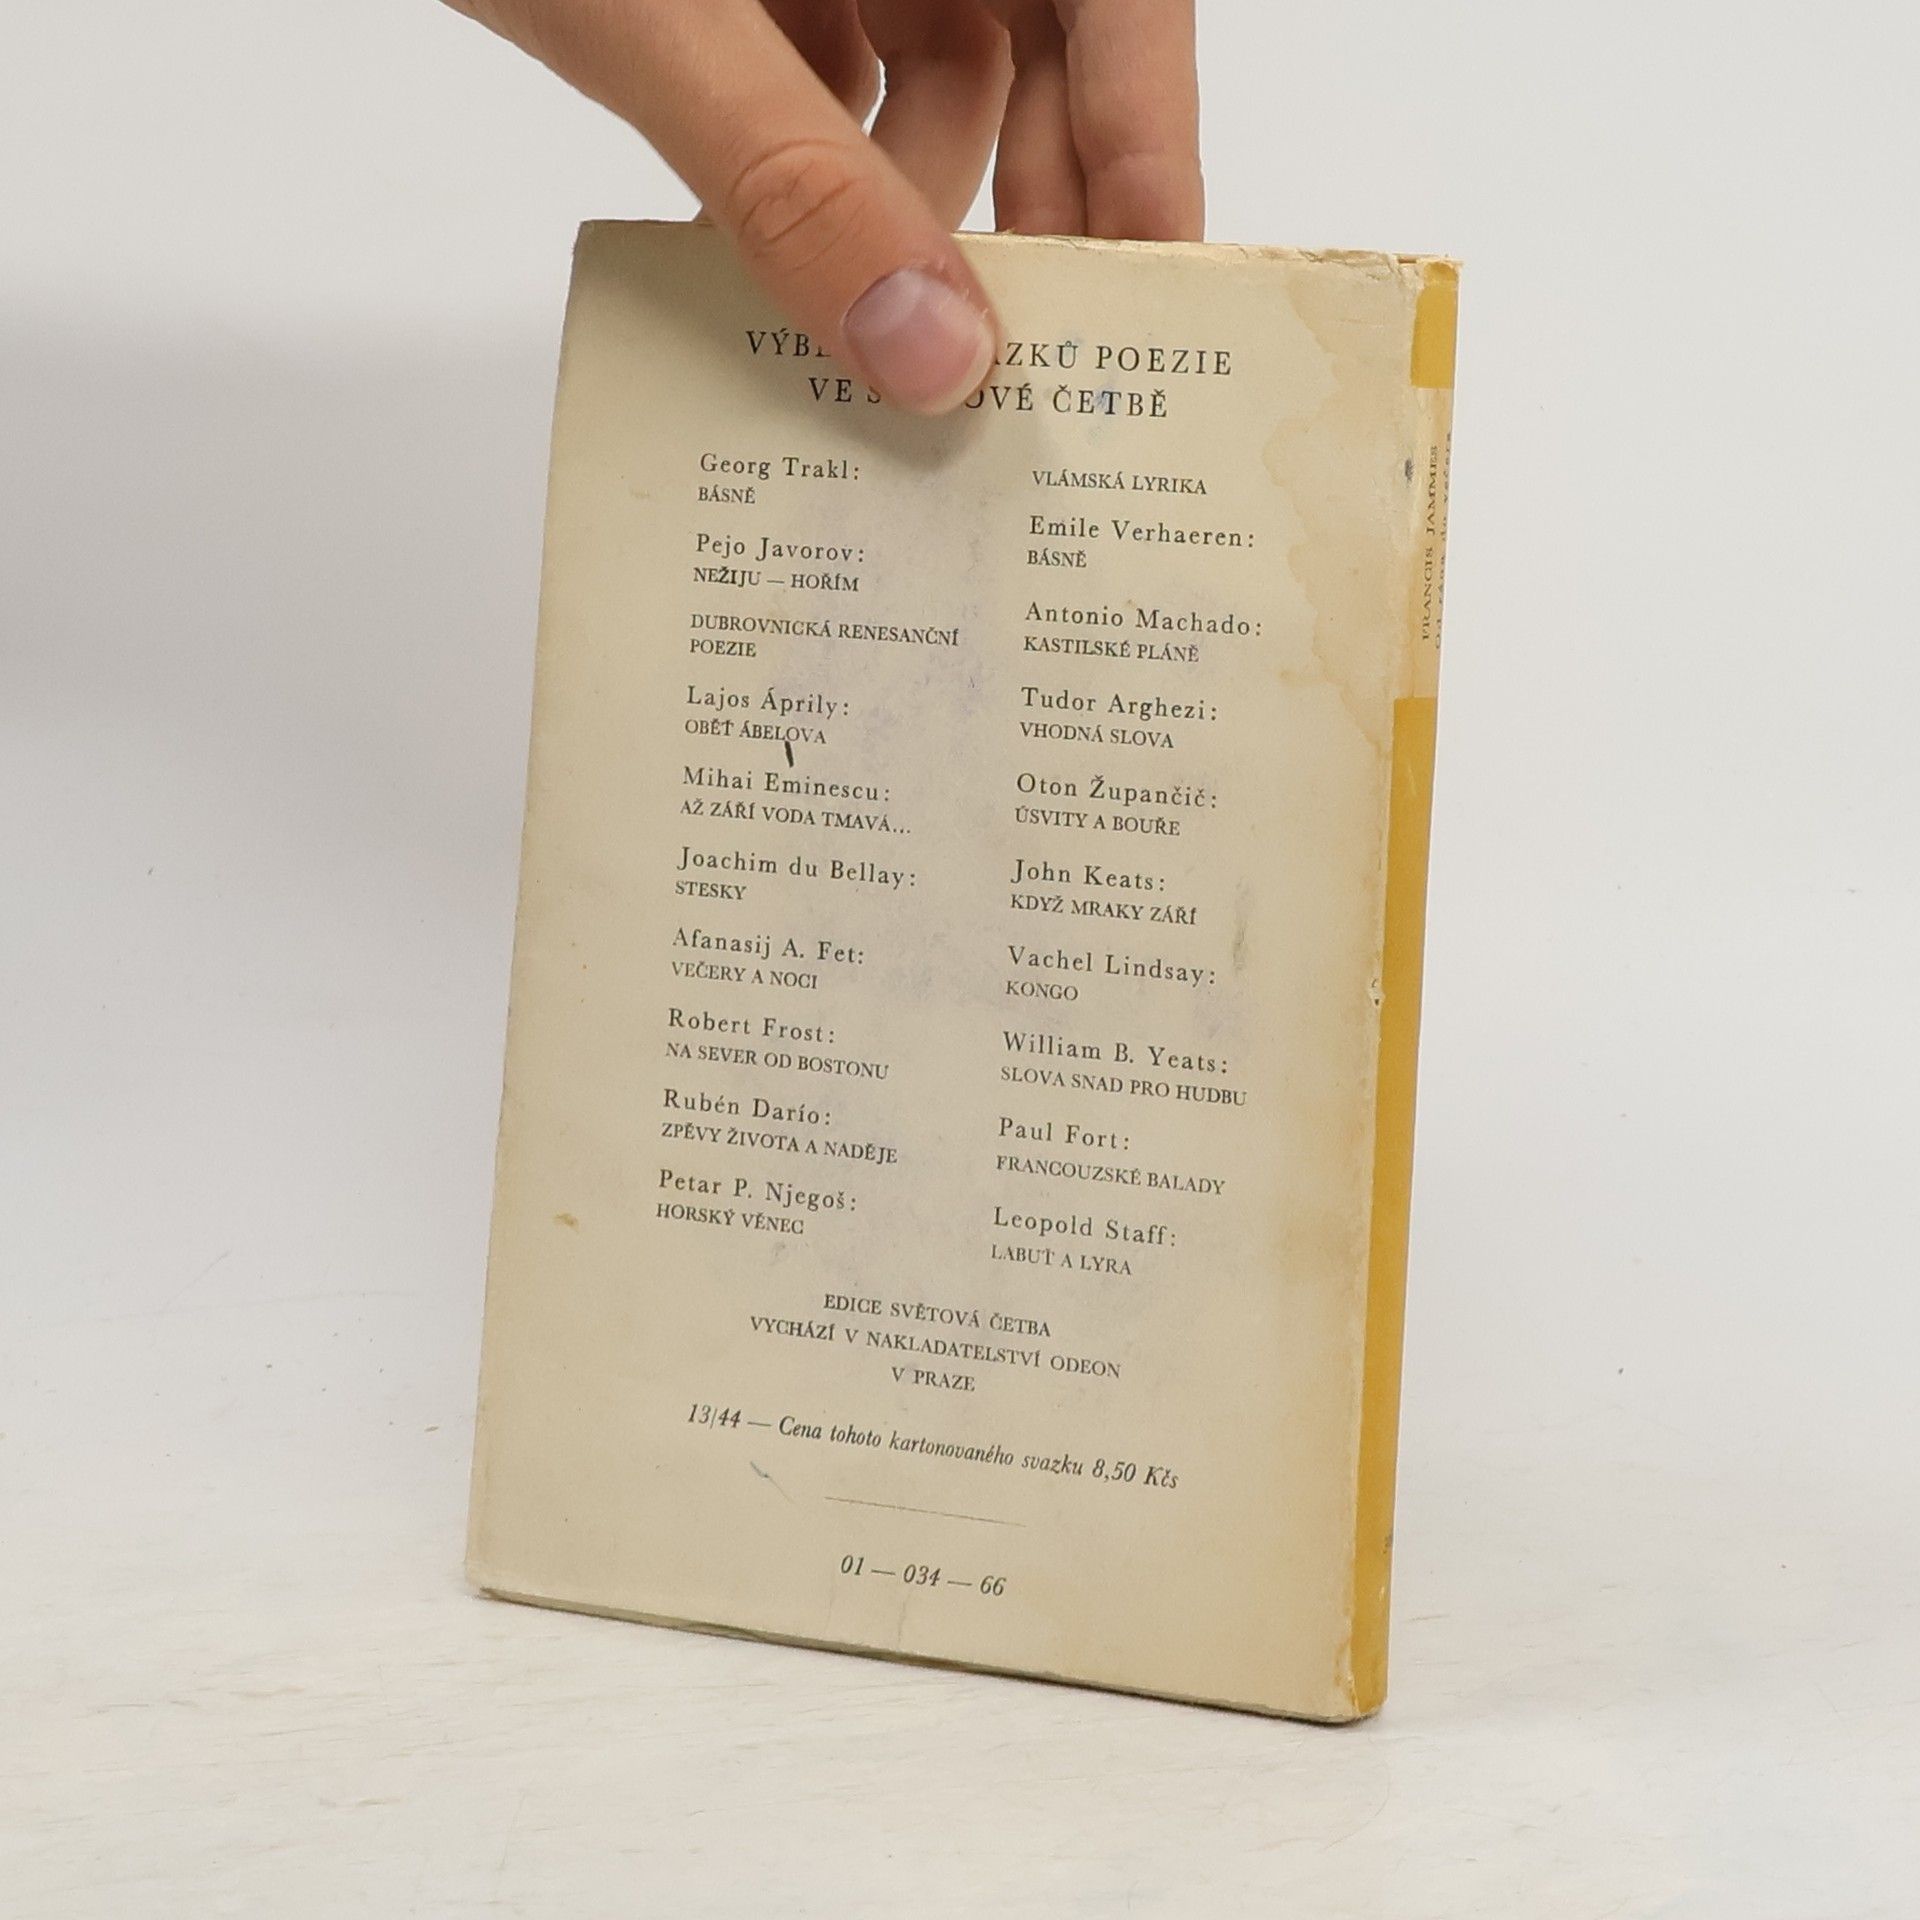 POEZIE
VE ČETBĚ
Georg Trakl:
BÁSNĚ
Pejo Javorov:
NEŽIJU — HOŘÍM
DUBROVNICKÁ RENESANČNÍ
POEZIE
Lajos Áprily:
OBĚŤ ÁBELOVA
Mihai Eminescu:
AŽ ZÁŘÍ VODA TMAVÁ...
Joachim du Bellay:
STESKY
Afanasij A. Fet:
VEČERY A NOCI
Robert Frost:
NA SEVER OD BOSTONU
Rubén Darío:
ZPĚVY ŽIVOTA A NADĚJE
Petar P. Njegoš:
HORSKÝ VĚNEC
VLÁMSKÁ LYRIKA
Emile Verhaeren:
BÁSNĚ
Antonio Machado:
KASTILSKÉ PLÁNĚ
Tudor Arghezi:
VHODNÁ SLOVA
Oton Župančič:
ÚSVITY A BOUŘE
John Keats:
KDYŽ MRAKY ZÁŘÍ
Vachel Lindsay:
KONGO
William B. Yeats:
SLOVA SNAD PRO HUDBU
Paul Fort:
FRANCOUZSKÉ BALADY
Leopold Staff:
LABUŤ A LYRA
EDICE SVĚTOVÁ ČETBA
VYCHÁZÍ V NAKLADATELSTVÍ ODEON
V PRAZE
13/44 — Cena tohoto kartonovaného svazku 8,50 Kčs
01 — 034 — 66
FRANCIS JAMMES
Od rána do večera